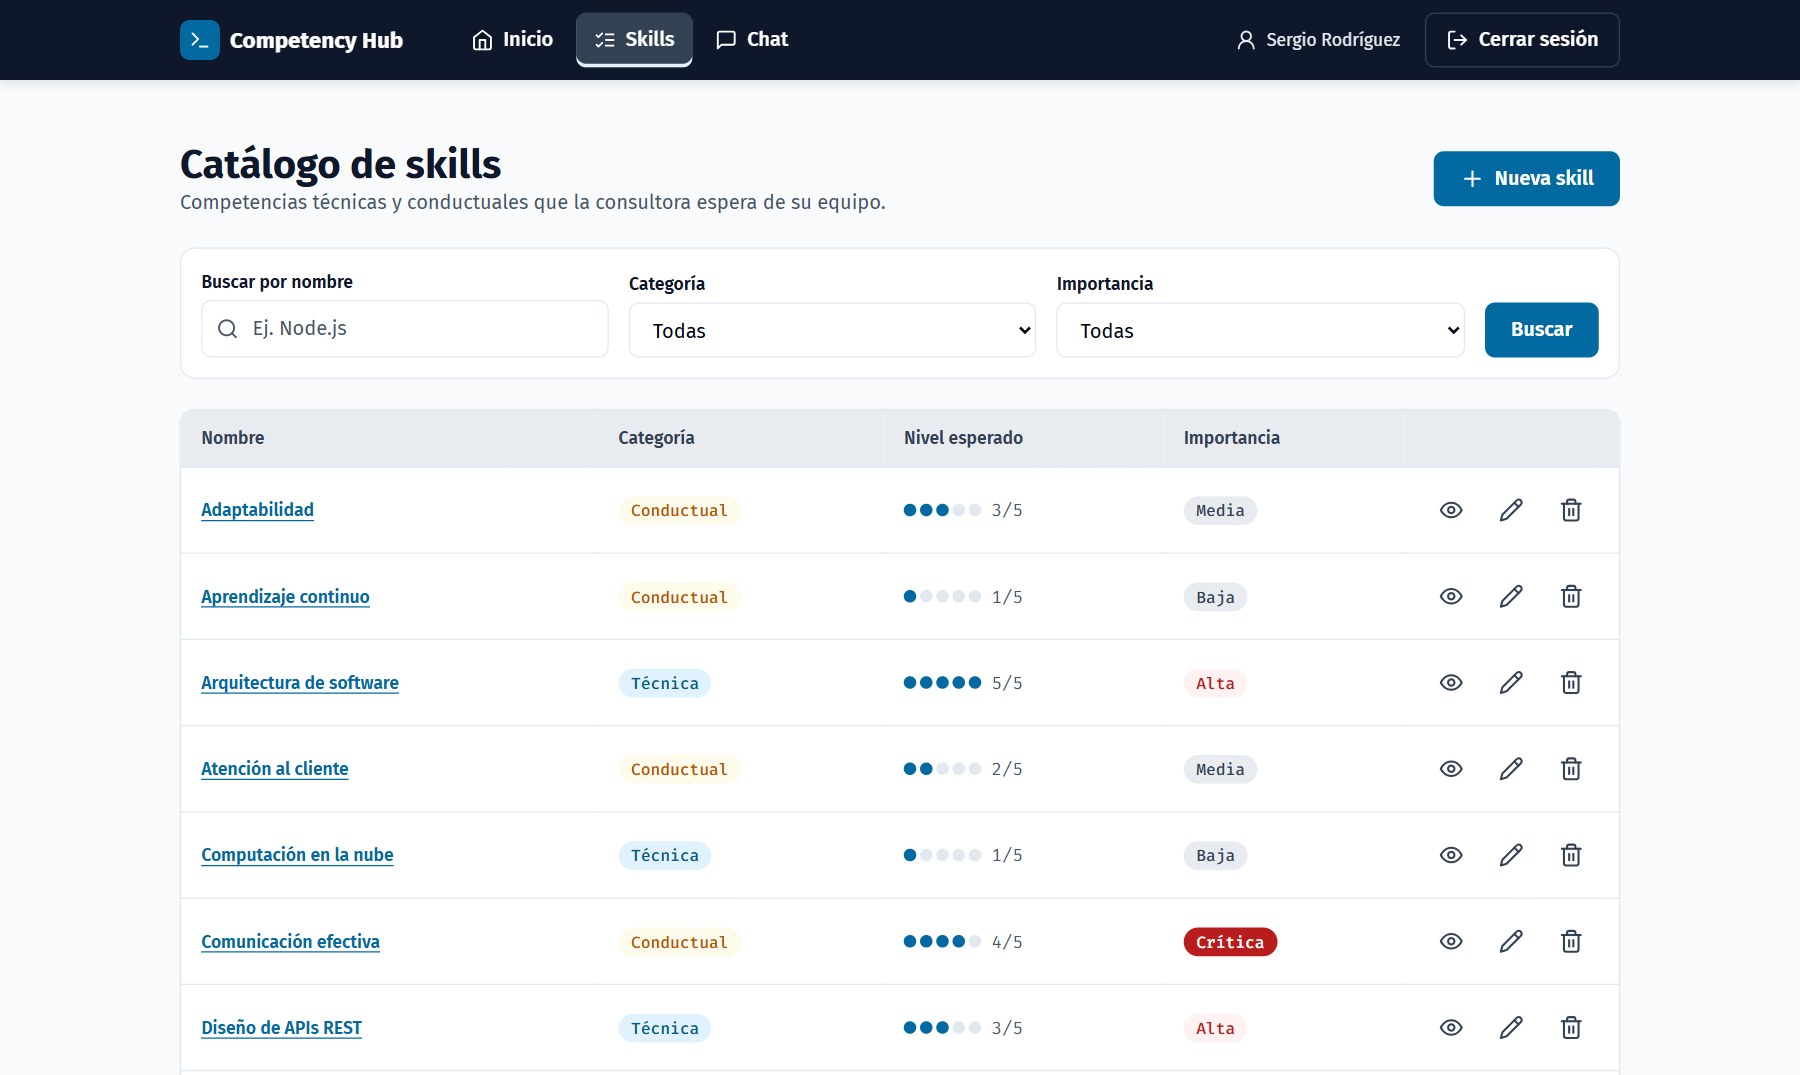 Competency Hub Inicio Skills Chat Sergio Rodríguez Cerrar sesión
Catálogo de skills
Competencias técnicas y conductuales que la consultora espera de su equipo.
Nueva skill
Buscar por nombre Categoría Importancia
Ej. Node.js Todas Todas Buscar
Nombre Categoría Nivel esperado Importancia
Adaptabilidad Conductual 3/5 Media
Aprendizaje continuo Conductual 1/5 Baja
Arquitectura de software Técnica 5/5 Alta
Atención al cliente Conductual 2/5 Media
Computación en la nube Técnica 1/5 Baja
Comunicación efectiva Conductual 4/5 Crítica
Diseño de APIs REST Técnica 3/5 Alta